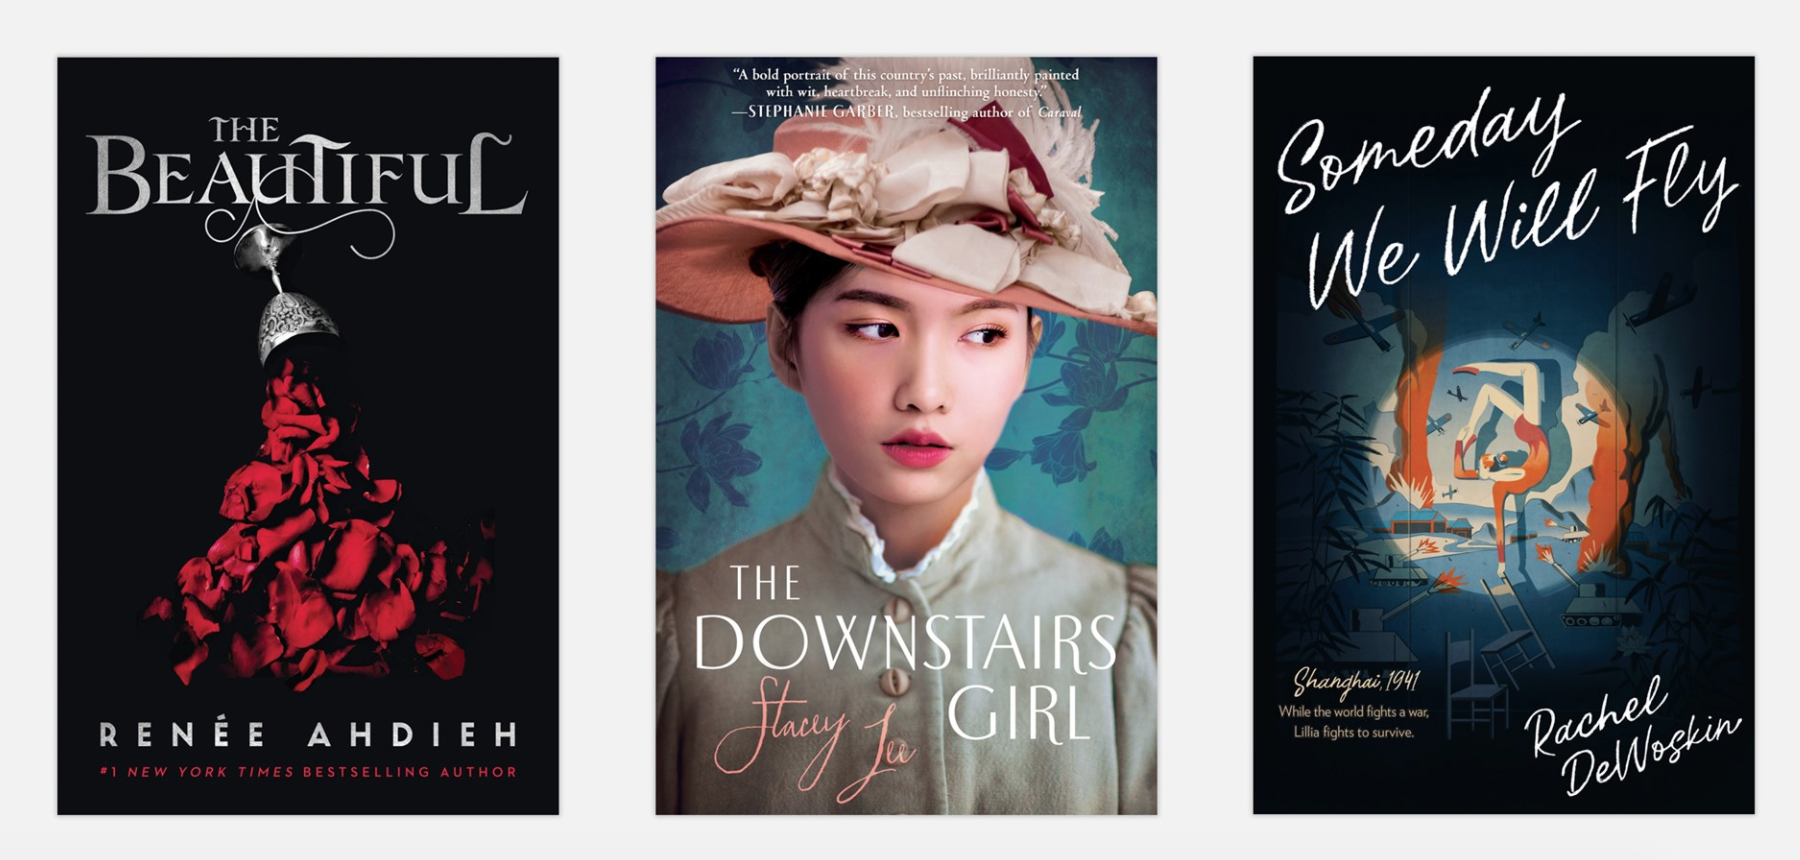 THE
BEAUTIFUL
RENÉE AHDIEH
#1 NEW YORK TIMES BESTSELLING AUTHOR
“A bold portrait of this country’s past, brilliantly painted
with wit, heartbreak, and unflinching honesty.”
—STEPHANIE GARBER, bestselling author of Caraval
THE
DOWNSTAIRS
GIRL
Stacey Lee
Someday
We Will Fly
Shanghai, 1941
While the world fights a war,
Lillia fights to survive.
Rachel
DeWoskin